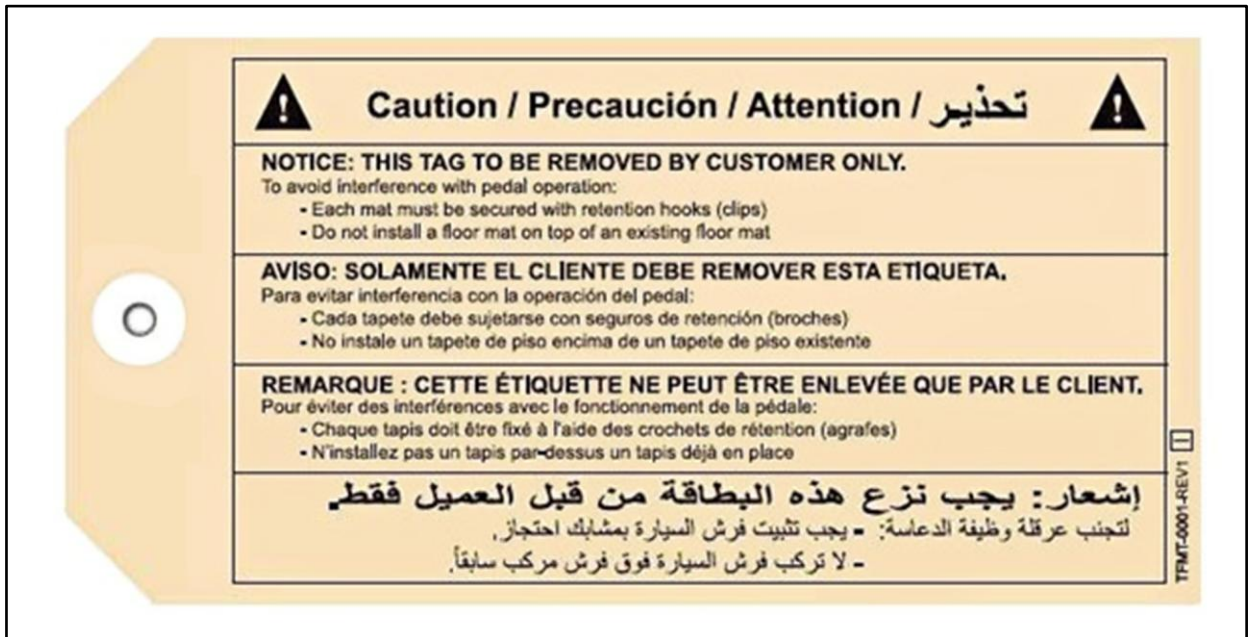 Caution / Precaución / Attention / تحذير
NOTICE: THIS TAG TO BE REMOVED BY CUSTOMER ONLY.
To avoid interference with pedal operation:
- Each mat must be secured with retention hooks (clips)
- Do not install a floor mat on top of an existing floor mat
AVISO: SOLAMENTE EL CLIENTE DEBE REMOVER ESTA ETIQUETA.
Para evitar interferencia con la operación del pedal:
- Cada tapete debe sujetarse con seguros de retención (broches)
- No instale un tapete de piso encima de un tapete de piso existente
REMARQUE : CETTE ÉTIQUETTE NE PEUT ÊTRE ENLEVÉE QUE PAR LE CLIENT.
Pour éviter des interférences avec le fonctionnement de la pédale:
- Chaque tapis doit être fixé à l'aide des crochets de rétention (agrafes)
- N'installez pas un tapis par-dessus un tapis déjà en place
إشعار: يجب نزع هذه البطاقة من قبل العميل فقط.
لتجنب عرقلة وظيفة الدعاسة: - يجب تثبيت فرش السيارة بمشابك احتجاز.
- لا تركب فرش السيارة فوق فرش مركب سابقاً.
TFMT-0001-REV1